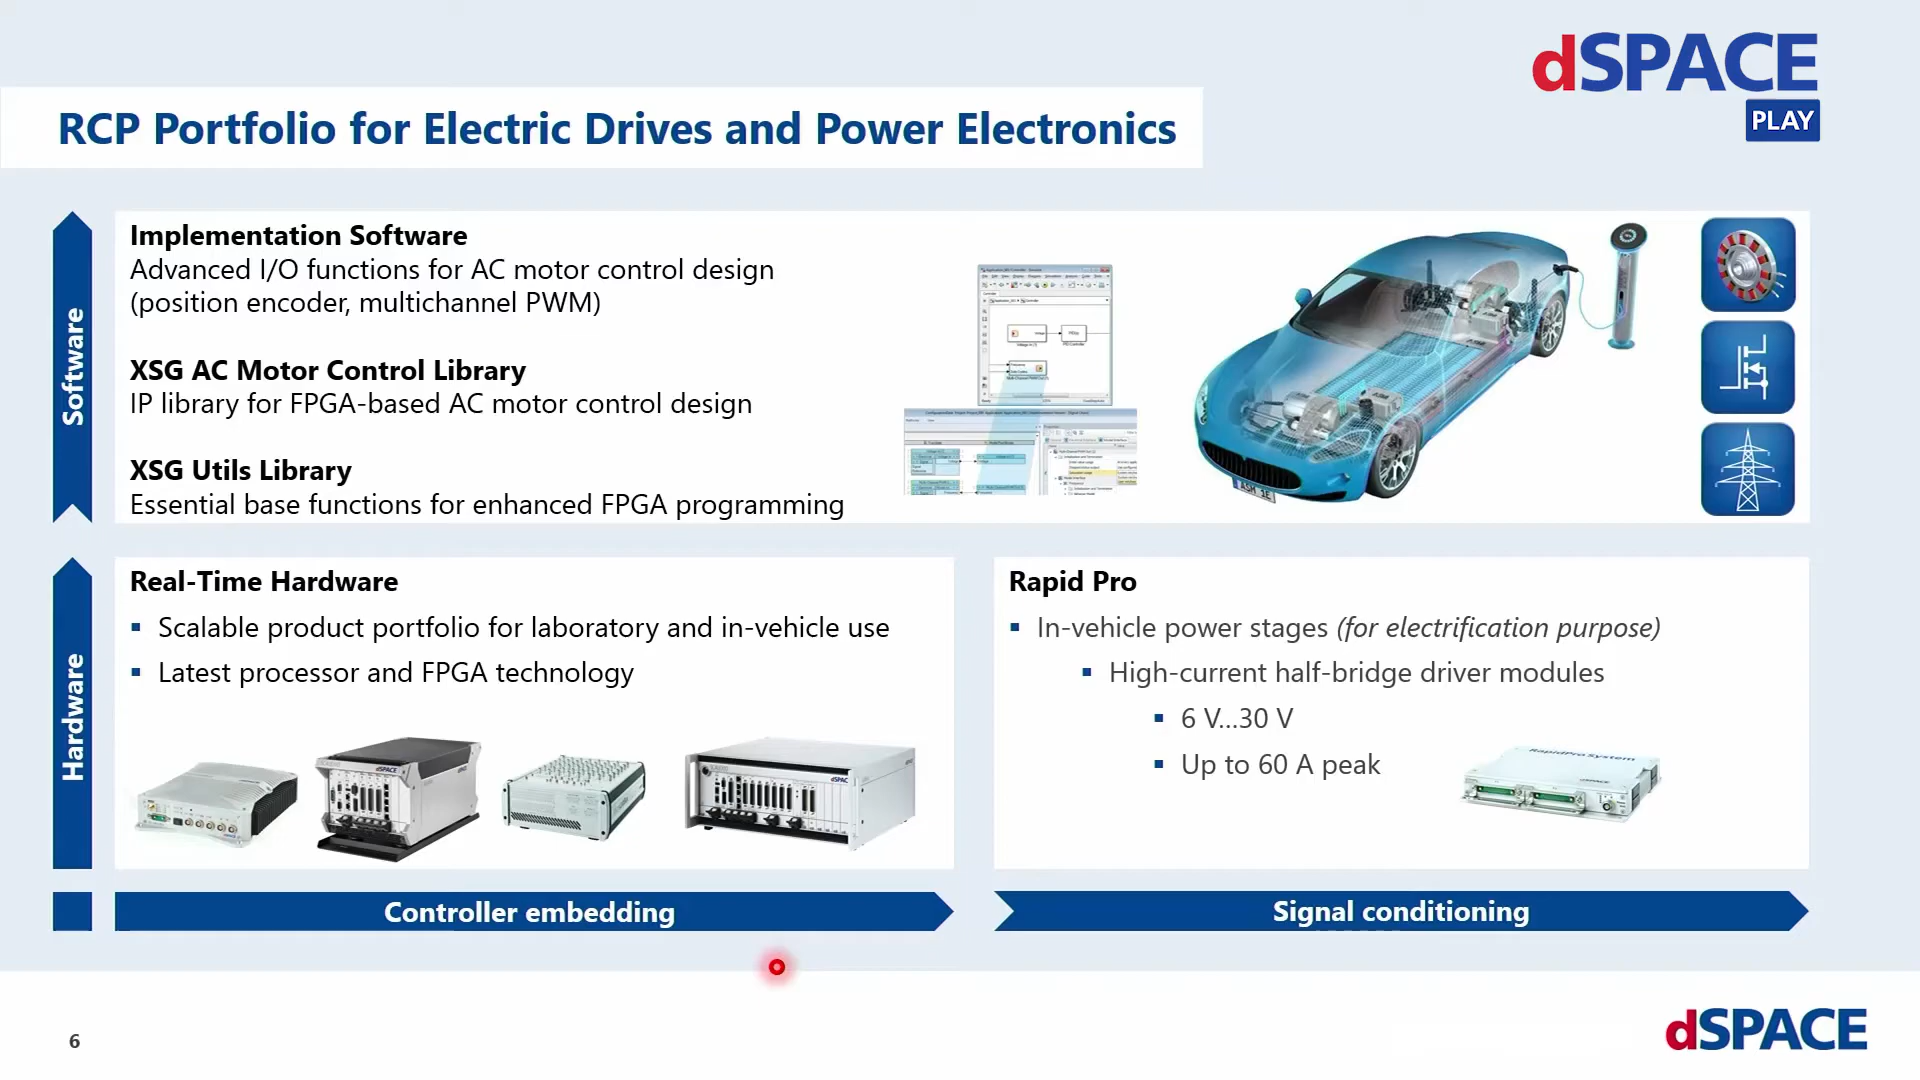 dSPACE
PLAY
RCP Portfolio for Electric Drives and Power Electronics
Software
Implementation Software
Advanced I/O functions for AC motor control design
(position encoder, multichannel PWM)
XSG AC Motor Control Library
IP library for FPGA-based AC motor control design
XSG Utils Library
Essential base functions for enhanced FPGA programming
Hardware
Real-Time Hardware
▪ Scalable product portfolio for laboratory and in-vehicle use
▪ Latest processor and FPGA technology
Rapid Pro
▪ In-vehicle power stages (for electrification purpose)
▪ High-current half-bridge driver modules
▪ 6 V...30 V
▪ Up to 60 A peak
RapidPro System
Controller embedding
Signal conditioning
6
dSPACE